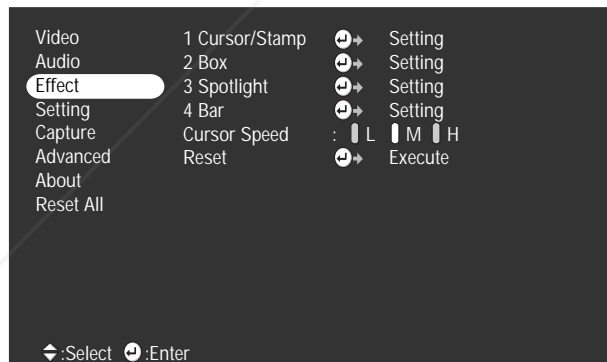 Video
Audio
Effect
Setting
Capture
Advanced
About
Reset All
1 Cursor/Stamp Setting
2 Box Setting
3 Spotlight Setting
4 Bar Setting
Cursor Speed : L M H
Reset Execute
:Select :Enter